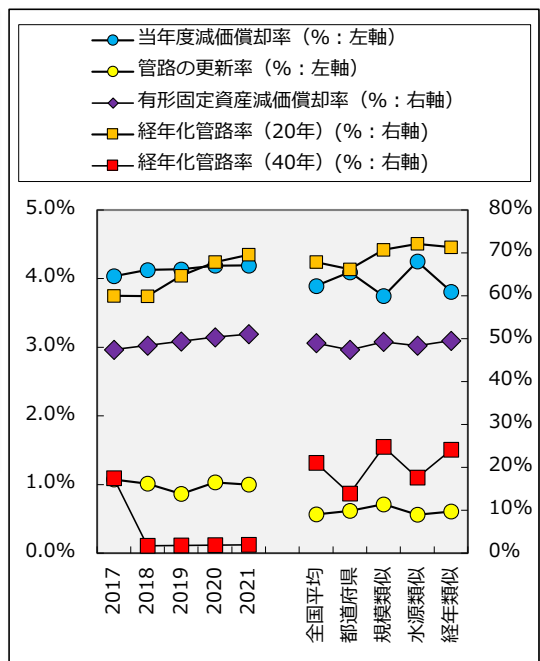 当年度減価償却率（%：左軸）
管路の更新率（%：左軸）
有形固定資産減価償却率（%：右軸）
経年化管路率（20年）(%：右軸)
経年化管路率（40年）(%：右軸)
5.0%
4.0%
3.0%
2.0%
1.0%
0.0%
80%
70%
60%
50%
40%
30%
20%
10%
0%
2017
2018
2019
2020
2021
全国平均
都道府県
規模類似
水源類似
経年類似